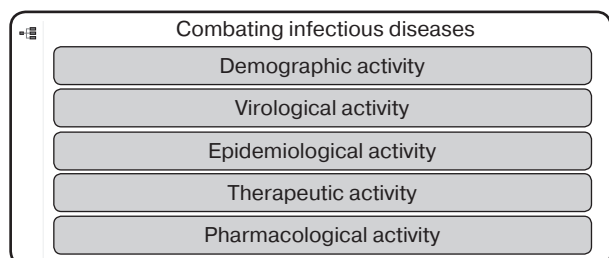 Combating infectious diseases
Demographic activity
Virological activity
Epidemiological activity
Therapeutic activity
Pharmacological activity